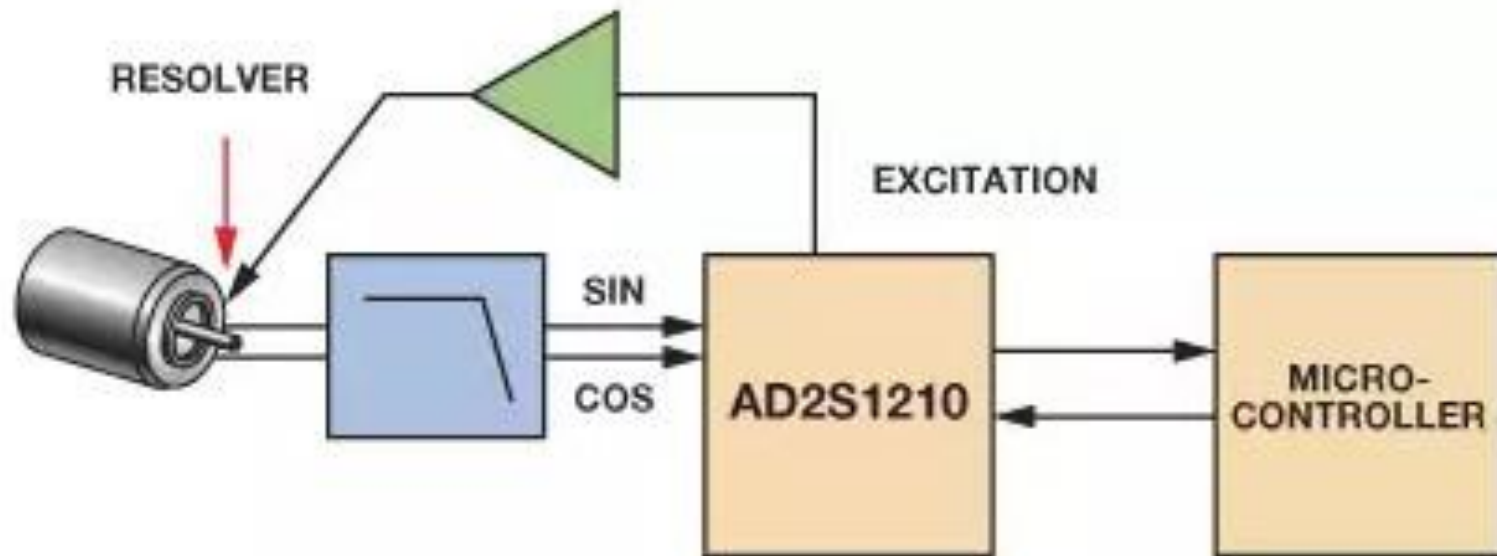 RESOLVER
EXCITATION
SIN
COS
AD2S1210
MICRO-
CONTROLLER